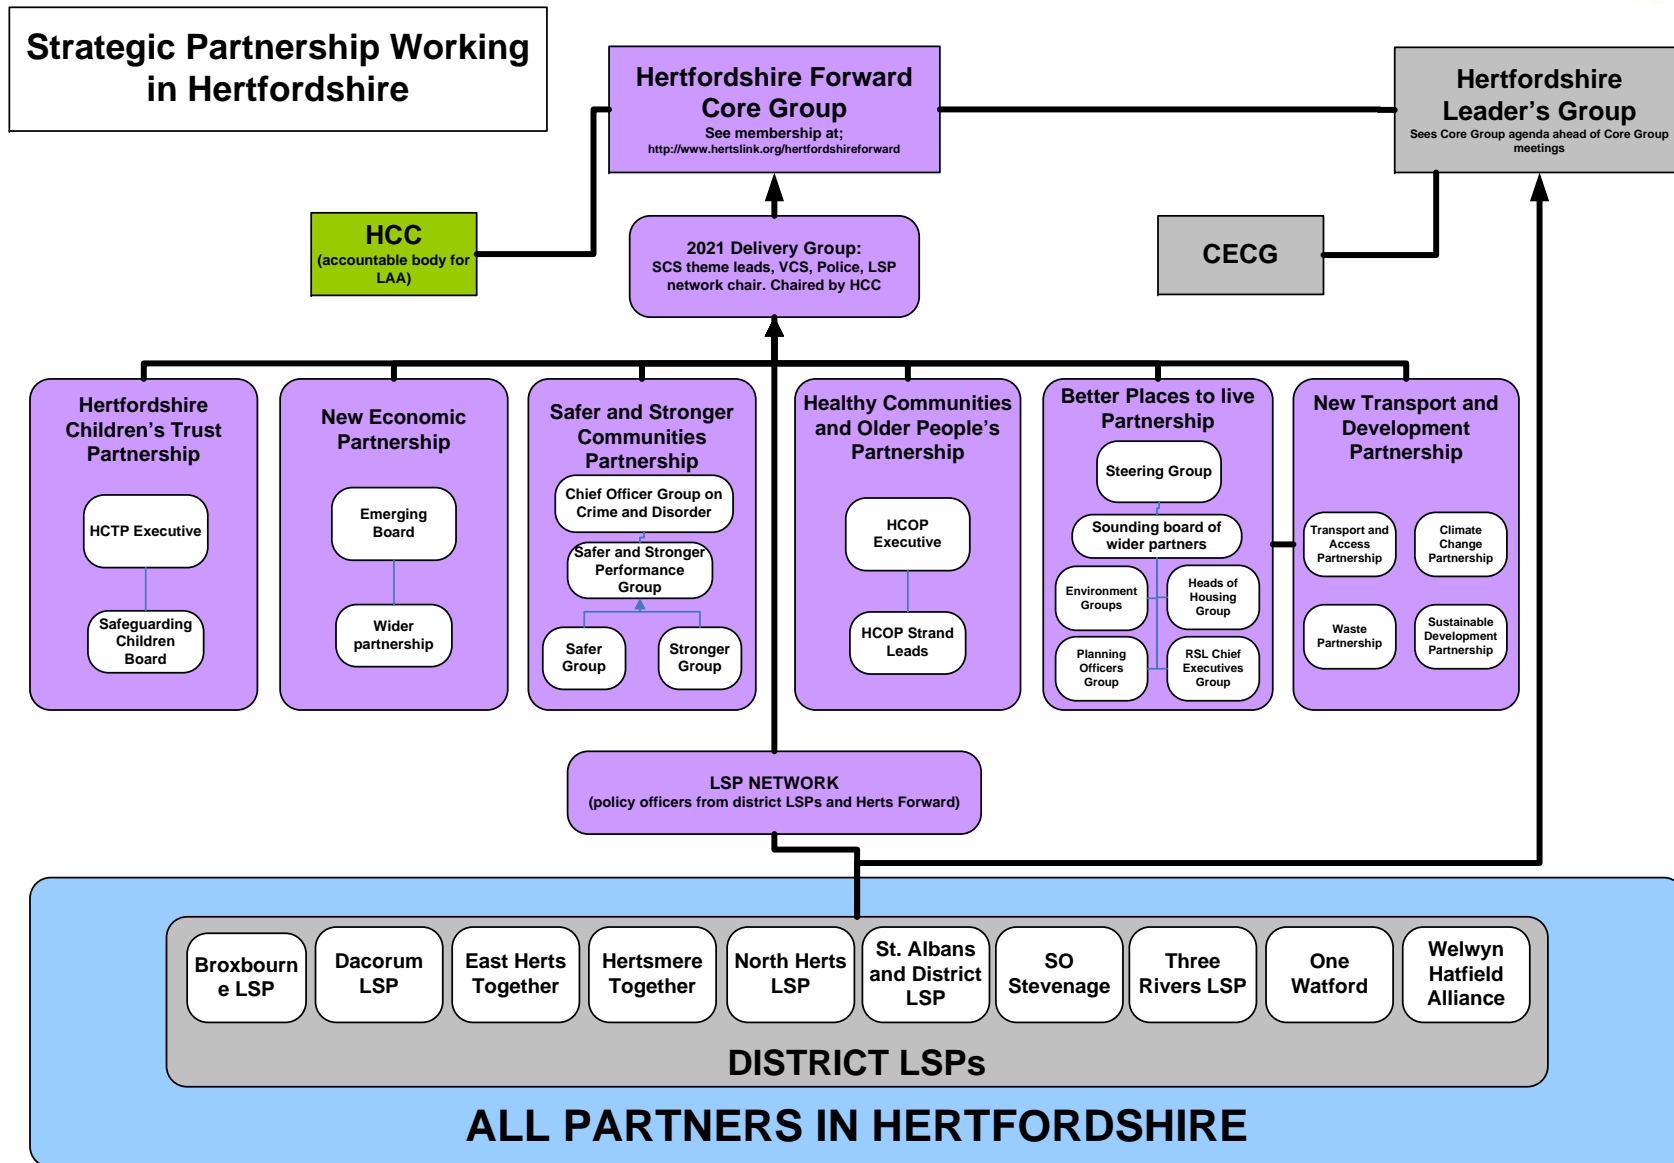 Strategic Partnership Working
in Hertfordshire
Hertfordshire Forward
Core Group
See membership at;
http://www.hertslink.org/hertfordshireforward
Hertfordshire
Leader's Group
Sees Core Group agenda ahead of Core Group
meetings
HCC
(accountable body for
LAA)
2021 Delivery Group:
SCS theme leads, VCS, Police, LSP
network chair. Chaired by HCC
CECG
Hertfordshire
Children's Trust
Partnership
HCTP Executive
Safeguarding
Children
Board
New Economic
Partnership
Emerging
Board
Wider
partnership
Safer and Stronger
Communities
Partnership
Chief Officer Group on
Crime and Disorder
Safer and Stronger
Performance
Group
Safer
Group
Stronger
Group
Healthy Communities
and Older People's
Partnership
HCOP
Executive
HCOP Strand
Leads
Better Places to live
Partnership
Steering Group
Sounding board of
wider partners
Environment
Groups
Heads of
Housing
Group
Planning
Officers
Group
RSL Chief
Executives
Group
New Transport and
Development
Partnership
Transport and
Access
Partnership
Climate
Change
Partnership
Waste
Partnership
Sustainable
Development
Partnership
LSP NETWORK
(policy officers from district LSPs and Herts Forward)
Broxbourn
e LSP
Dacorum
LSP
East Herts
Together
Hertsmere
Together
North Herts
LSP
St. Albans
and District
LSP
SO
Stevenage
Three
Rivers LSP
One
Watford
Welwyn
Hatfield
Alliance
DISTRICT LSPs
ALL PARTNERS IN HERTFORDSHIRE